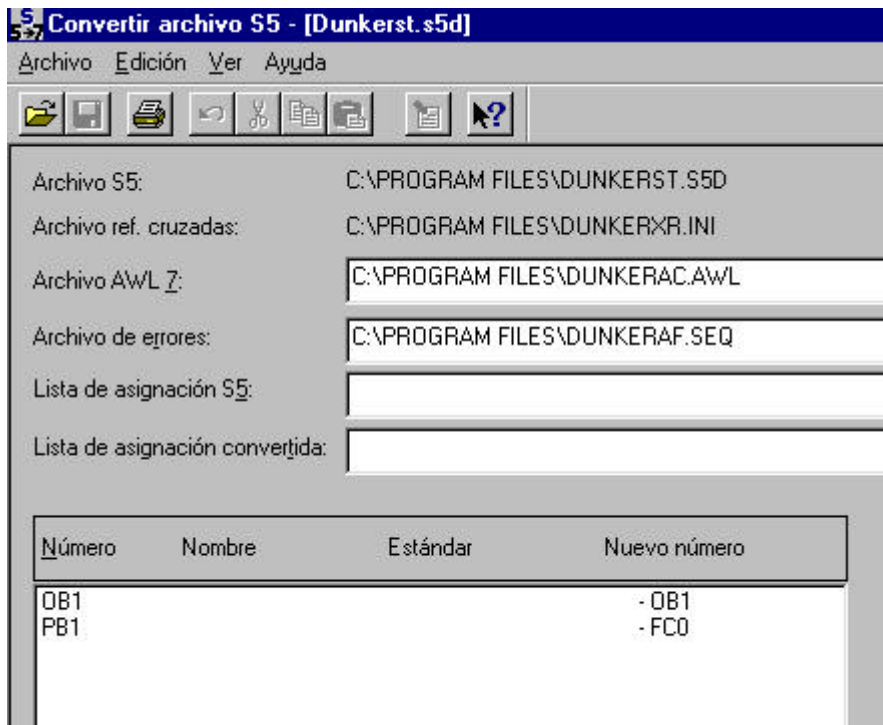 S 5→7 Convertir archivo S5 - [Dunkerst.s5d]
Archivo Edición Ver Ayuda
Archivo S5: C:\PROGRAM FILES\DUNKERST.S5D
Archivo ref. cruzadas: C:\PROGRAM FILES\DUNKERXR.INI
Archivo AWL 7: C:\PROGRAM FILES\DUNKERAC.AWL
Archivo de errores: C:\PROGRAM FILES\DUNKERAF.SEQ
Lista de asignación S5:
Lista de asignación convertida:
Número Nombre Estándar Nuevo número
OB1 - OB1
PB1 - FC0